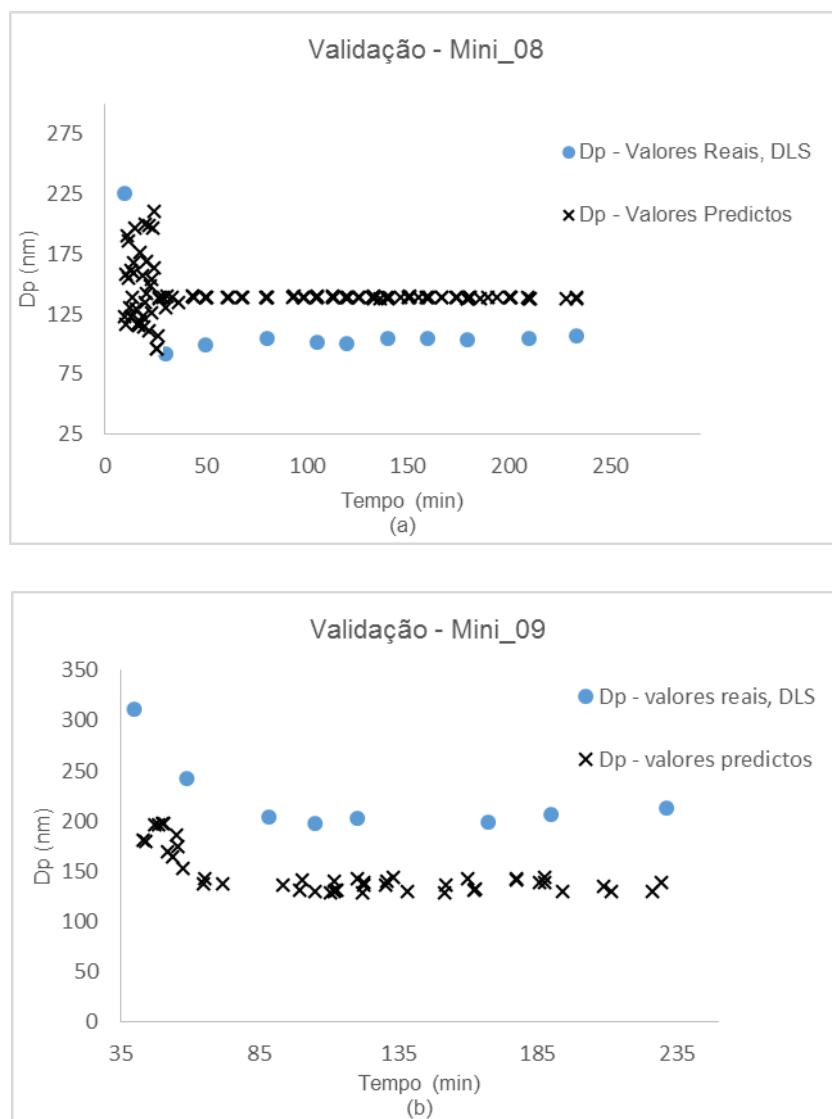 Validação - Mini_08
Dp (nm)
275
225
175
125
75
25
0 50 100 150 200 250
Tempo (min)
(a)
Dp - Valores Reais, DLS
Dp - Valores Predictos
Validação - Mini_09
Dp (nm)
350
300
250
200
150
100
50
0
35 85 135 185 235
Tempo (min)
(b)
Dp - valores reais, DLS
Dp - valores predictos